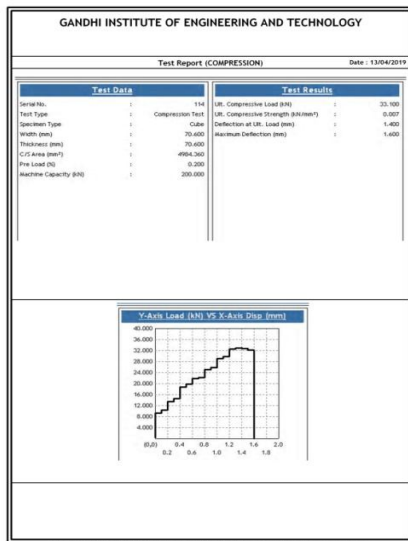 GANDHI INSTITUTE OF ENGINEERING AND TECHNOLOGY
Test Report (COMPRESSION) Date : 13/04/2019
Test Data
Serial No. : 114
Test Type : Compression Test
Specimen Type : Cube
Width (mm) : 70.600
Thickness (mm) : 70.600
C/S Area (mm²) : 4984.360
Pre Load (%) : 0.200
Machine Capacity (kN) : 200.000
Test Results
Ult. Compressive Load (kN) : 33.100
Ult. Compressive Strength (kN/mm²) : 0.007
Deflection at Ult. Load (mm) : 1.400
Maximum Deflection (mm) : 1.600
Y-Axis Load (kN) VS X-Axis Disp (mm)
40.000
36.000
32.000
28.000
24.000
20.000
16.000
12.000
8.000
4.000
(0,0) 0.4 0.8 1.2 1.6 2.0
0.2 0.6 1.0 1.4 1.8